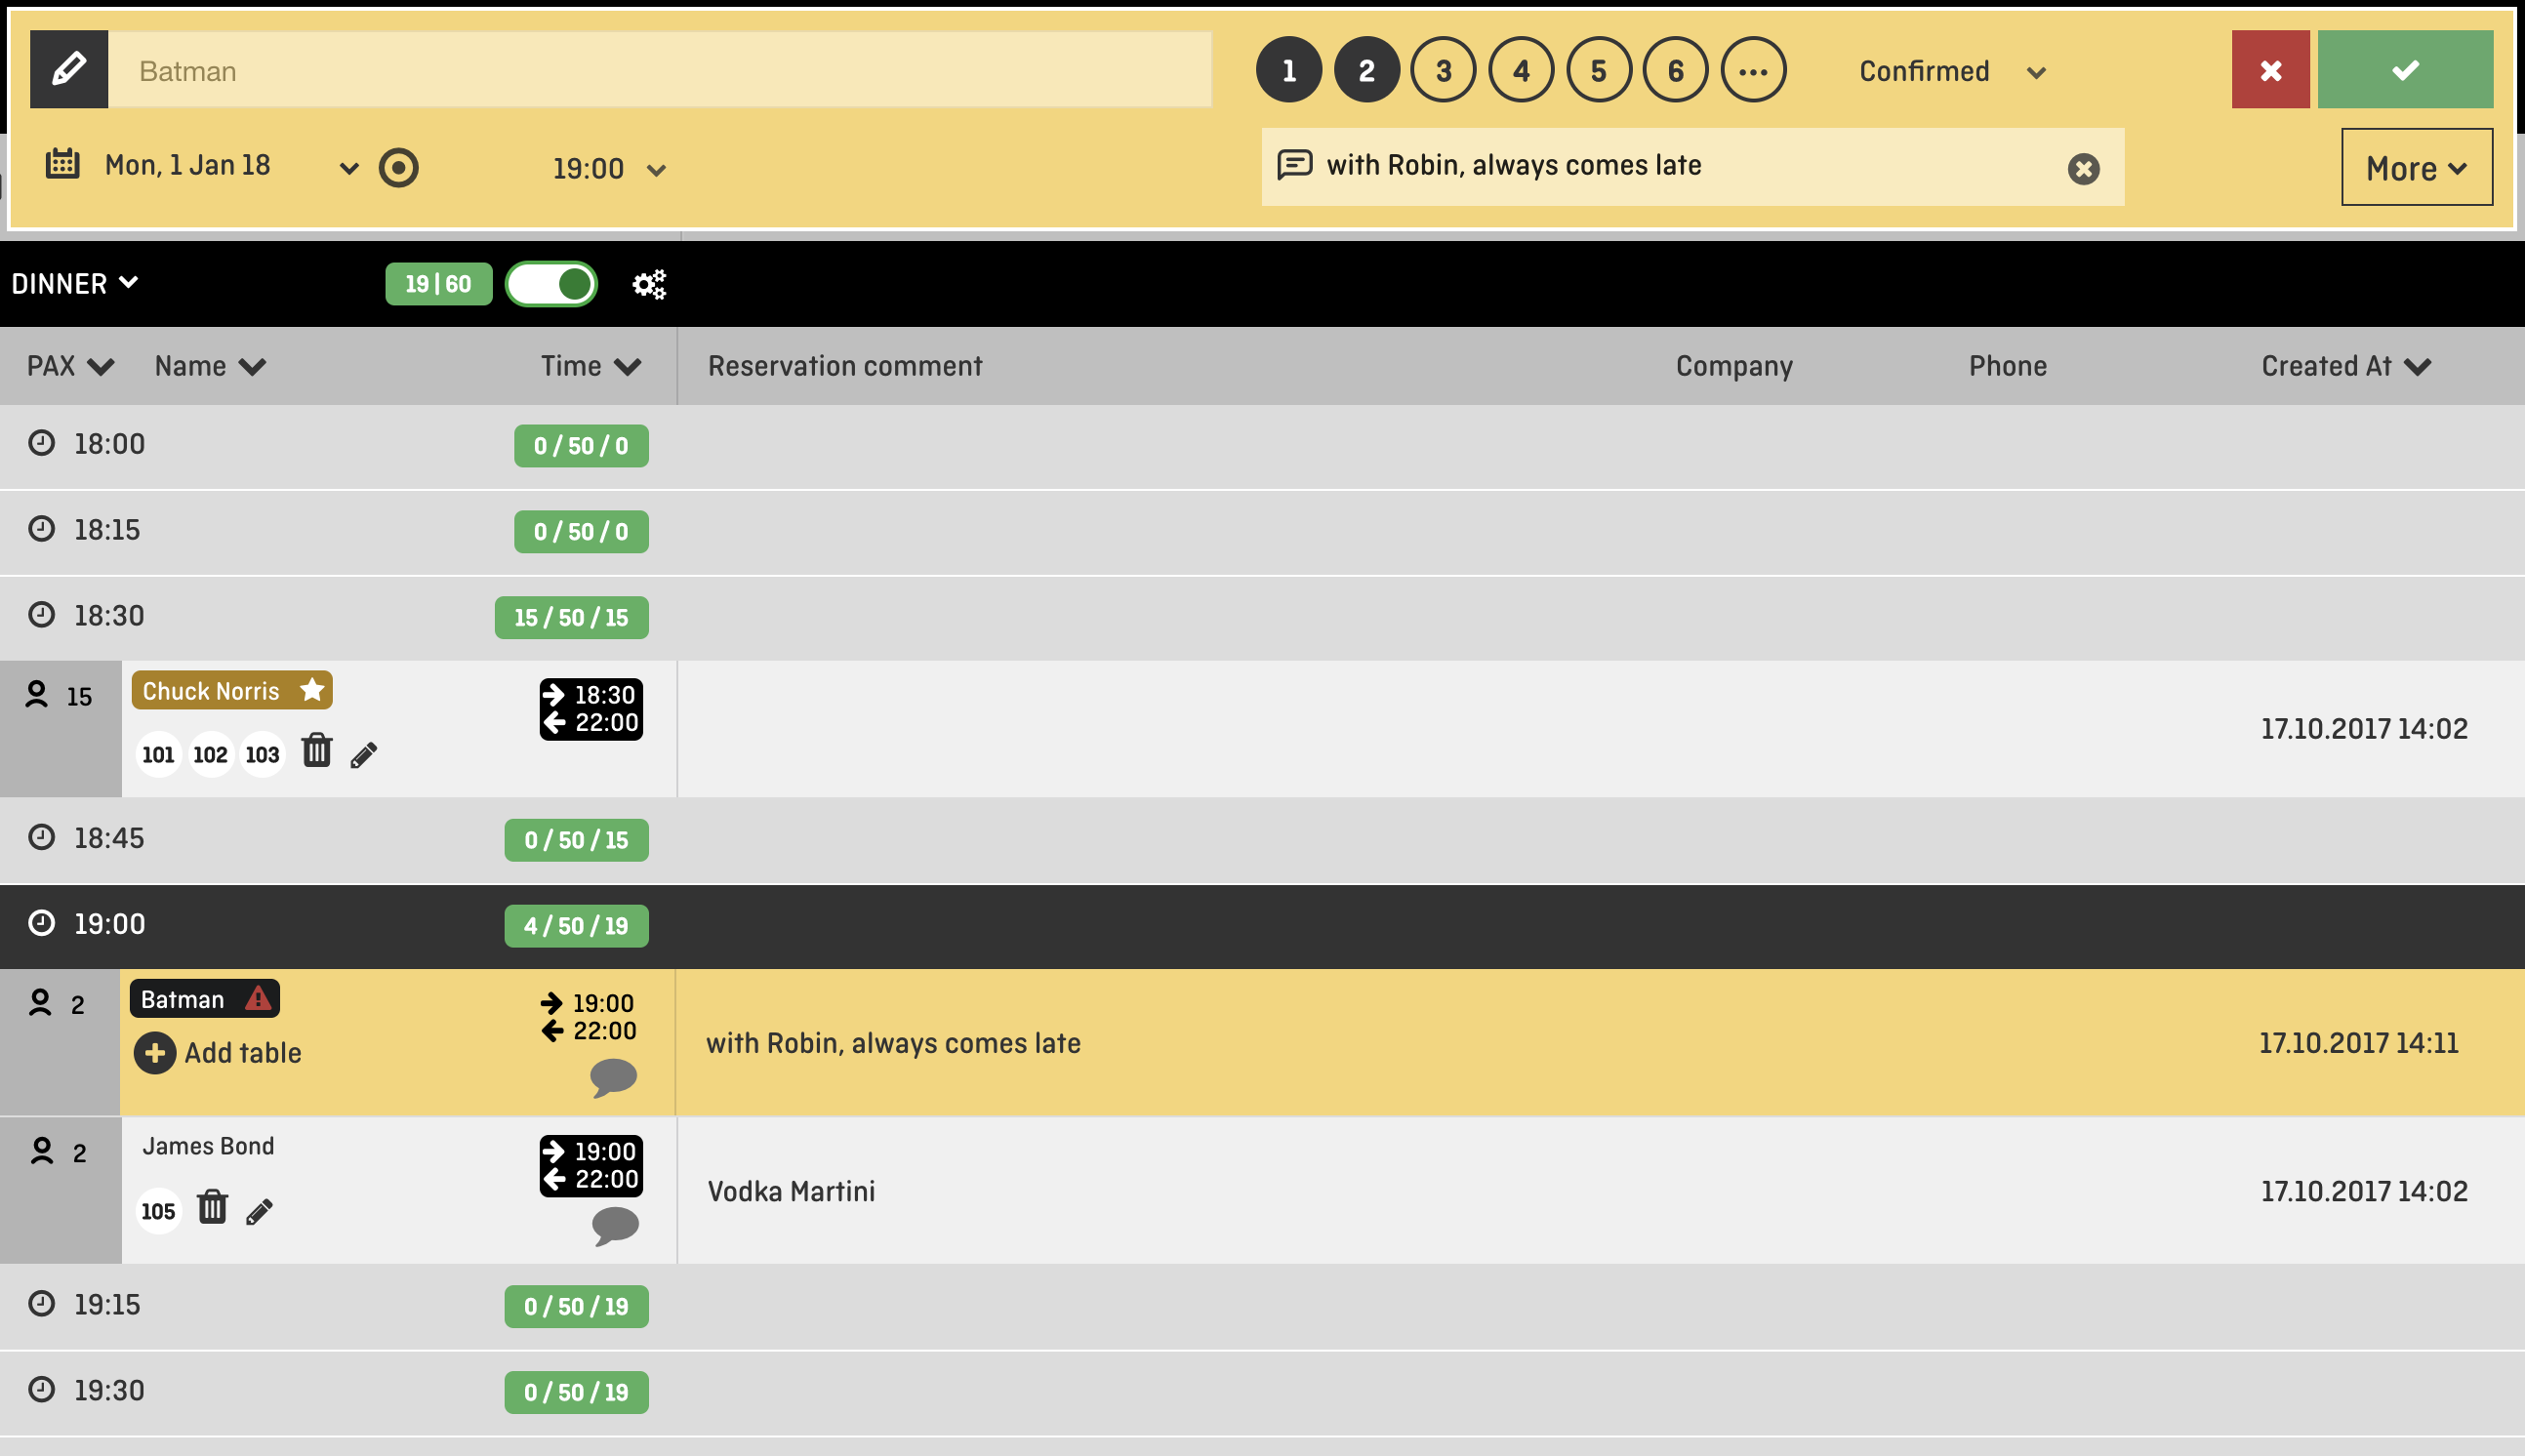 Batman
1 2 3 4 5 6 ...
Confirmed
Mon, 1 Jan 18
19:00
with Robin, always comes late
More
DINNER
19 | 60
PAX Name Time Reservation comment Company Phone Created At
18:00 0 / 50 / 0
18:15 0 / 50 / 0
18:30 15 / 50 / 15
15 Chuck Norris 18:30
22:00
101 102 103
17.10.2017 14:02
18:45 0 / 50 / 15
19:00 4 / 50 / 19
2 Batman 19:00
22:00
Add table
with Robin, always comes late
17.10.2017 14:11
2 James Bond 19:00
22:00
105
Vodka Martini
17.10.2017 14:02
19:15 0 / 50 / 19
19:30 0 / 50 / 19